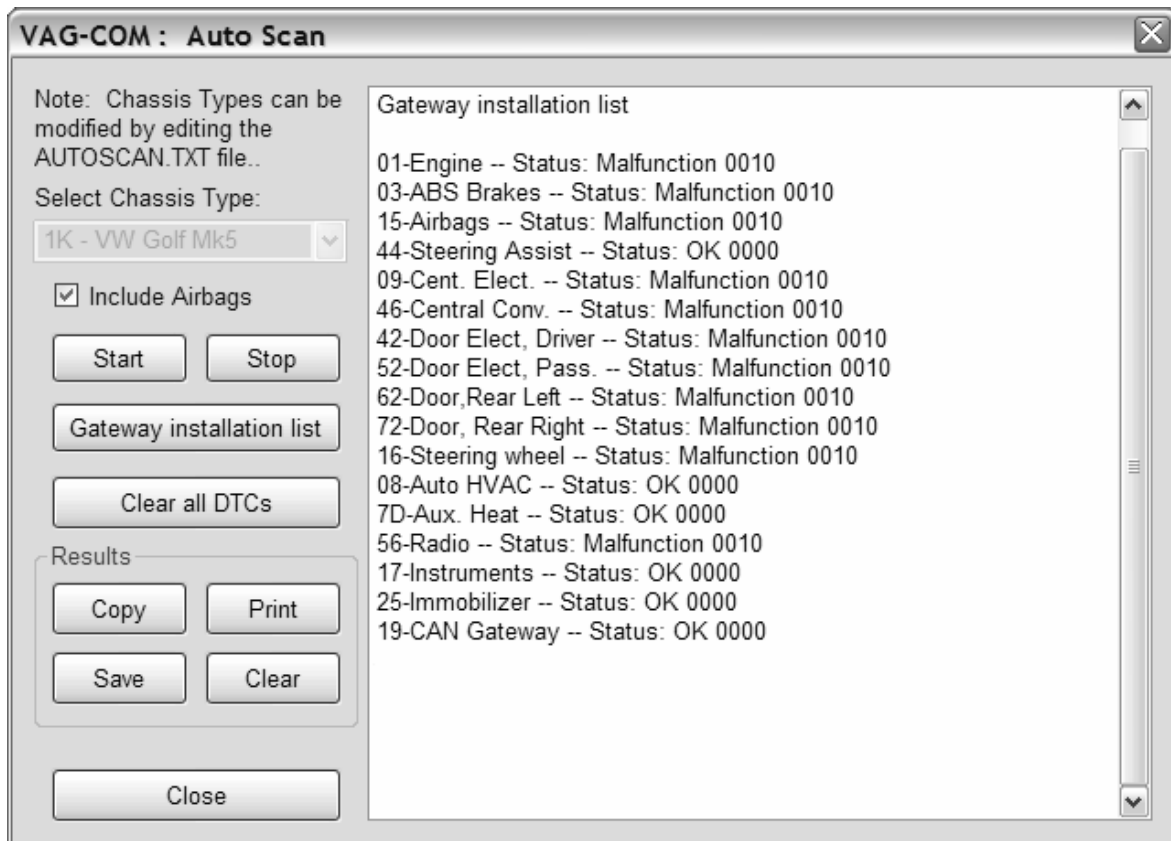 VAG-COM : Auto Scan
Note: Chassis Types can be
modified by editing the
AUTOSCAN.TXT file..
Select Chassis Type:
1K - VW Golf Mk5
Include Airbags
Start
Stop
Gateway installation list
Clear all DTCs
Results
Copy
Print
Save
Clear
Close
Gateway installation list
01-Engine -- Status: Malfunction 0010
03-ABS Brakes -- Status: Malfunction 0010
15-Airbags -- Status: Malfunction 0010
44-Steering Assist -- Status: OK 0000
09-Cent. Elect. -- Status: Malfunction 0010
46-Central Conv. -- Status: Malfunction 0010
42-Door Elect, Driver -- Status: Malfunction 0010
52-Door Elect, Pass. -- Status: Malfunction 0010
62-Door,Rear Left -- Status: Malfunction 0010
72-Door, Rear Right -- Status: Malfunction 0010
16-Steering wheel -- Status: Malfunction 0010
08-Auto HVAC -- Status: OK 0000
7D-Aux. Heat -- Status: OK 0000
56-Radio -- Status: Malfunction 0010
17-Instruments -- Status: OK 0000
25-Immobilizer -- Status: OK 0000
19-CAN Gateway -- Status: OK 0000